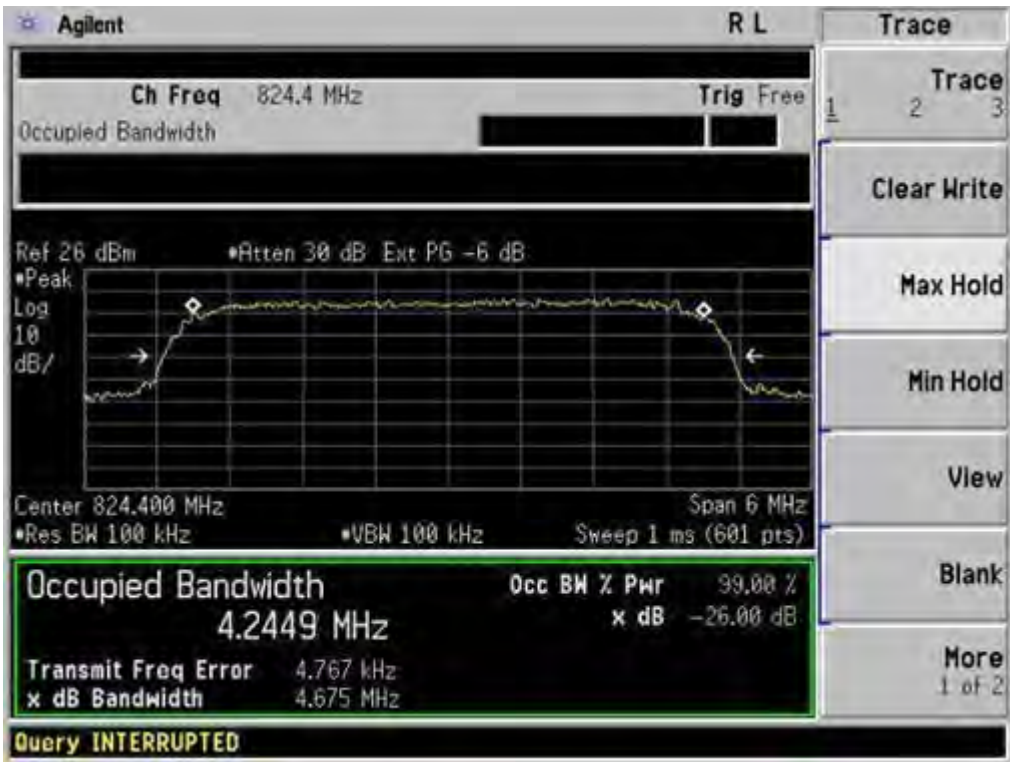 Agilent R L Trace
Ch Freq 824.4 MHz Trig Free
Occupied Bandwidth
Trace
1 2 3
Clear Write
Max Hold
Min Hold
View
Blank
More
1 of 2
Ref 26 dBm *Atten 30 dB Ext PG -6 dB
*Peak
Log
10
dB/
Center 824.400 MHz Span 6 MHz
*Res BW 100 kHz *VBW 100 kHz Sweep 1 ms (601 pts)
Occupied Bandwidth Occ BW % Pwr 99.00 %
4.2449 MHz x dB -26.00 dB
Transmit Freq Error 4.767 kHz
x dB Bandwidth 4.675 MHz
Query INTERRUPTED